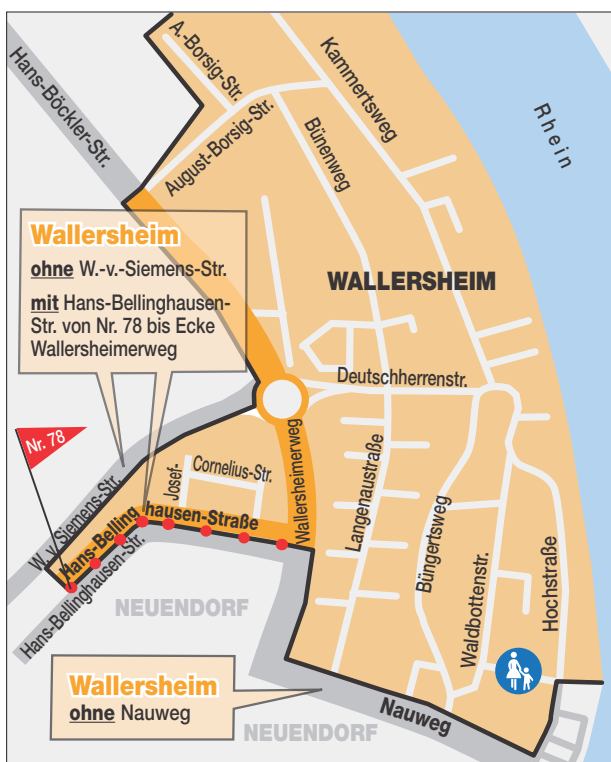 A.-Borsig-Str.
Kammertsweg
Hans-Böckler-Str.
August-Borsig-Str.
Bünenweg
Rhein
Wallersheim
ohne W.-v.-Siemens-Str.
mit Hans-Bellinghausen-
Str. von Nr. 78 bis Ecke
Wallersheimerweg
WALLERSHEIM
Deutschherrenstr.
Nr. 78
W. v. Siemens-Str.
Josef-
Cornelius-Str.
Wallersheimerweg
Langenaustraße
Büngertsweg
Waldbottenstr.
Hochstraße
Hans-Bellinghausen-Straße
Hans-Bellinghausen-Str.
NEUENDORF
Wallersheim
ohne Nauweg
Nauweg
NEUENDORF